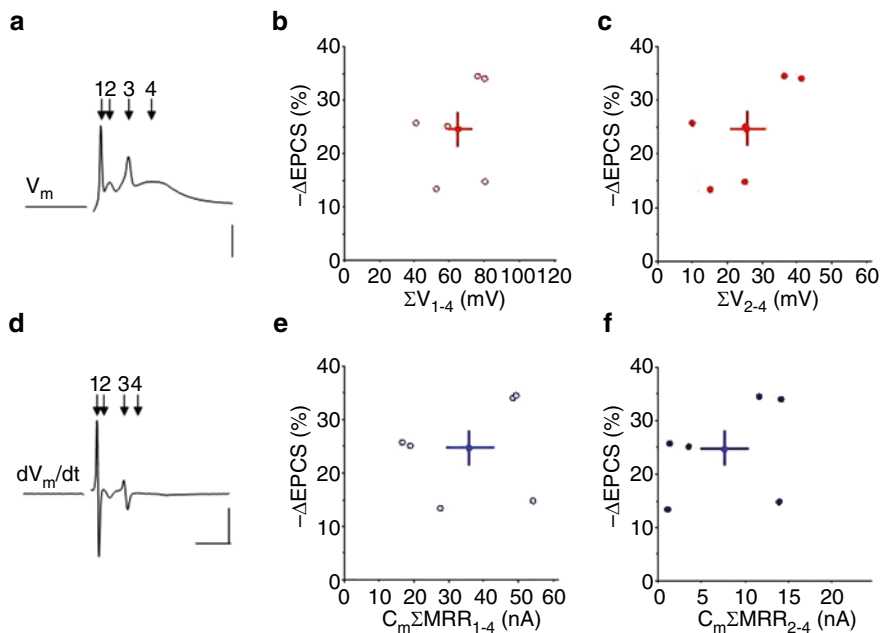 a
12 3 4
Vm
b
40
30
20
10
0
−ΔEPCS (%)
0 20 40 60 80 100 120
ΣV1-4 (mV)
c
40
30
20
10
0
−ΔEPCS (%)
0 10 20 30 40 50 60
ΣV2-4 (mV)
d
12 34
dVm/dt
e
40
30
20
10
0
−ΔEPCS (%)
0 10 20 30 40 50 60
CmΣMRR1-4 (nA)
f
40
30
20
10
0
−ΔEPCS (%)
0 5 10 15 20
CmΣMRR2-4 (nA)